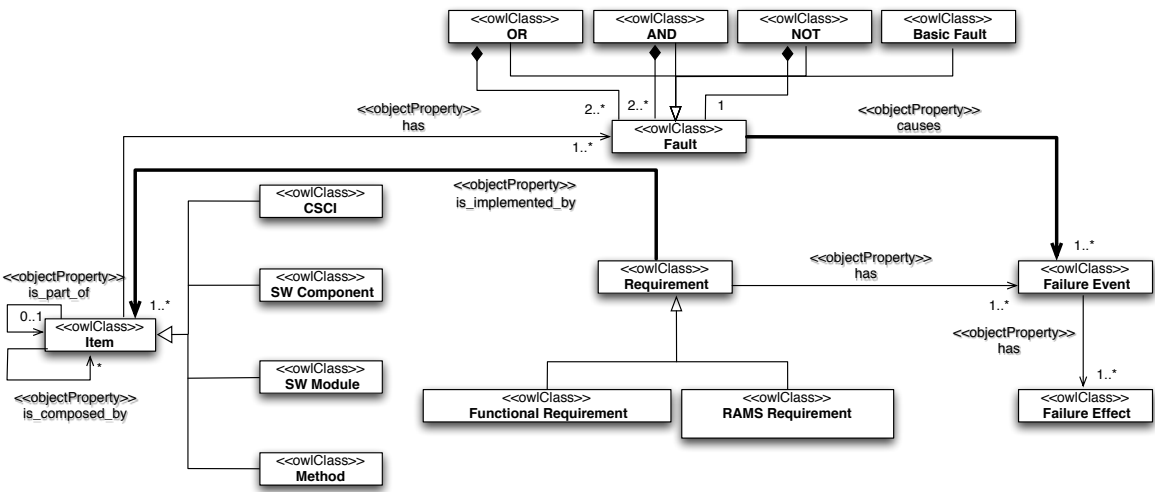 <<owlClass>>
OR
<<owlClass>>
AND
<<owlClass>>
NOT
<<owlClass>>
Basic Fault
<<objectProperty>>
has
2..*
2..*
1
<<objectProperty>>
causes
1..*
<<owlClass>>
Fault
<<objectProperty>>
is_implemented_by
<<owlClass>>
CSCI
<<objectProperty>>
is_part_of
0..1
1..*
<<owlClass>>
SW Component
<<owlClass>>
Requirement
<<objectProperty>>
has
1..*
1..*
<<owlClass>>
Failure Event
<<owlClass>>
Item
*
<<objectProperty>>
is_composed_by
<<owlClass>>
SW Module
<<objectProperty>>
has
1..*
<<owlClass>>
Functional Requirement
<<owlClass>>
RAMS Requirement
<<owlClass>>
Failure Effect
<<owlClass>>
Method